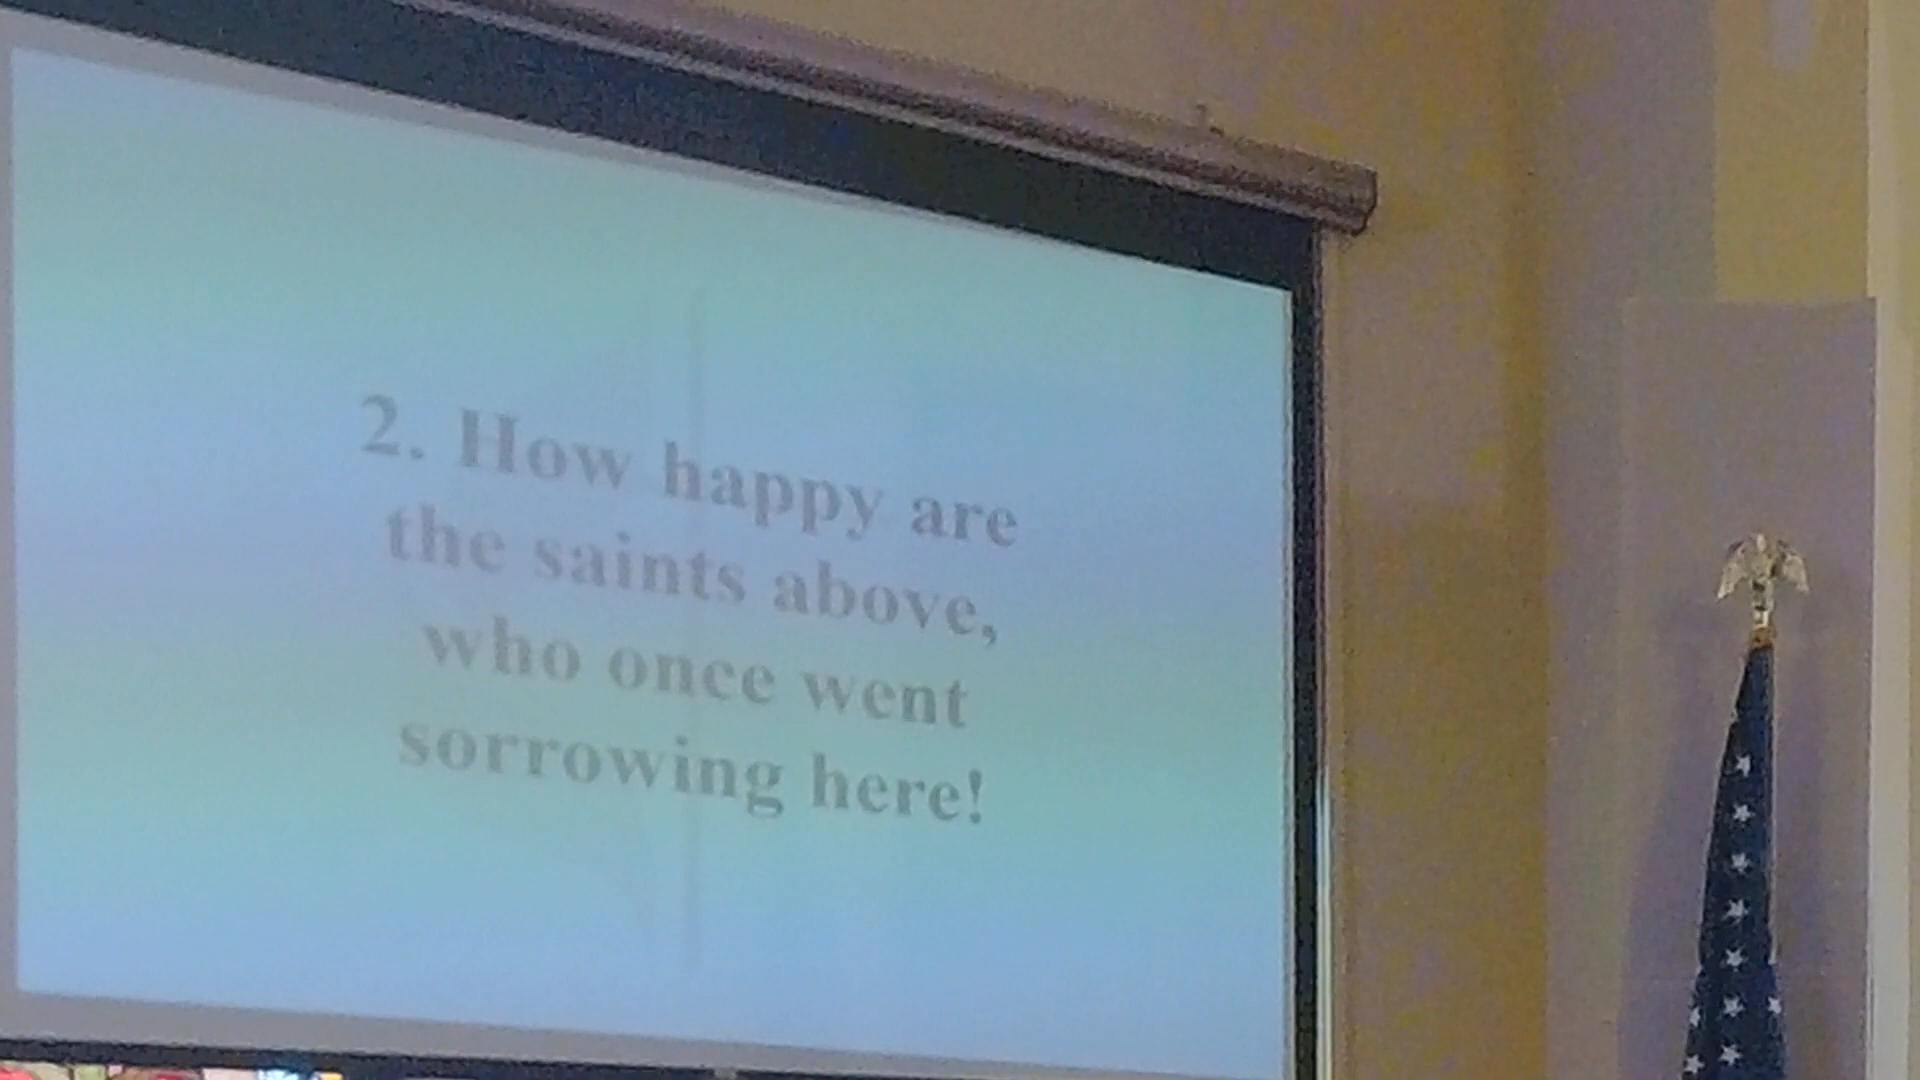 2. How happy are
the saints above,
who once went
sorrowing here!